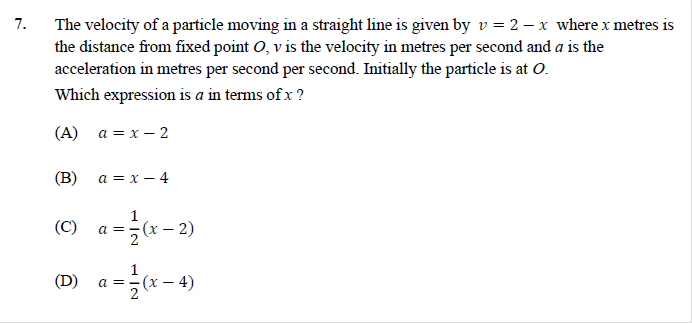 7. The velocity of a particle moving in a straight line is given by v = 2 − x where x metres is
the distance from fixed point O, v is the velocity in metres per second and a is the
acceleration in metres per second per second. Initially the particle is at O.
Which expression is a in terms of x ?
(A) a = x − 2
(B) a = x − 4
(C) a = 1/2 (x − 2)
(D) a = 1/2 (x − 4)